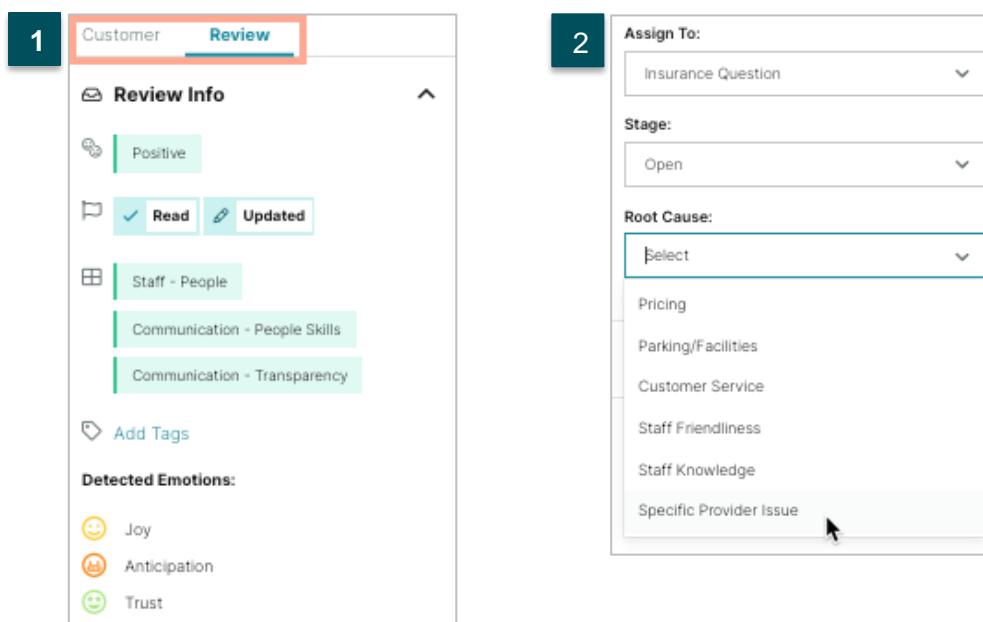 1
Customer Review
Review Info
Positive
Read Updated
Staff - People
Communication - People Skills
Communication - Transparency
Add Tags
Detected Emotions:
Joy
Anticipation
Trust
2
Assign To:
Insurance Question
Stage:
Open
Root Cause:
Select
Pricing
Parking/Facilities
Customer Service
Staff Friendliness
Staff Knowledge
Specific Provider Issue